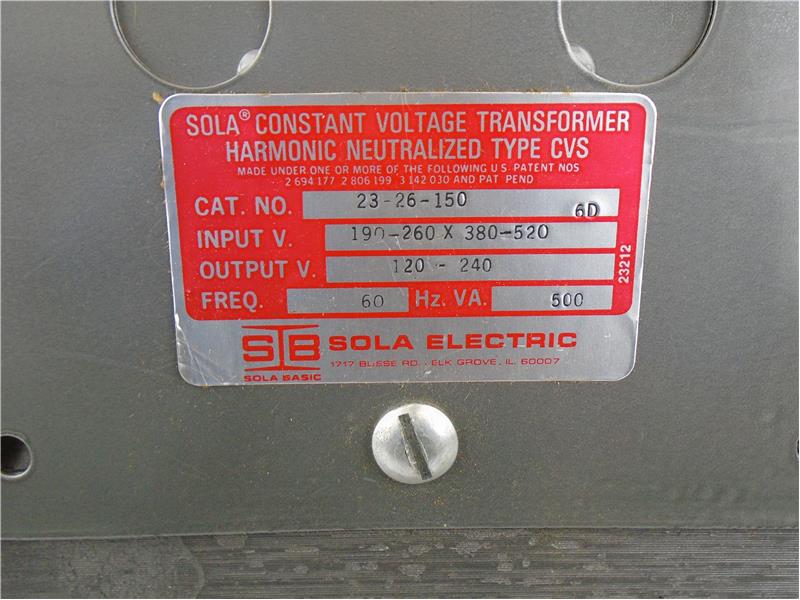 SOLA® CONSTANT VOLTAGE TRANSFORMER
HARMONIC NEUTRALIZED TYPE CVS
MADE UNDER ONE OR MORE OF THE FOLLOWING U.S. PATENT NOS
2 694 177 2 806 199 3 142 030 AND PAT PEND
CAT. NO. 23-26-150 6D
INPUT V. 190-260 X 380-520
OUTPUT V. 120 - 240
FREQ. 60 Hz. VA. 500
23212
STB SOLA ELECTRIC
1717 BUSSE RD. . ELK GROVE, IL. 60007
SOLA BASIC